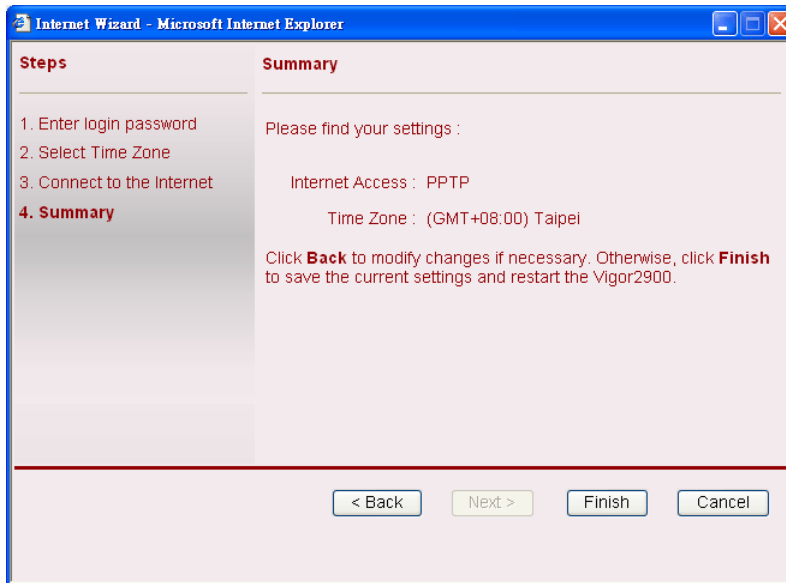 Internet Wizard - Microsoft Internet Explorer
Steps
1. Enter login password
2. Select Time Zone
3. Connect to the Internet
4. Summary
Summary
Please find your settings :
Internet Access : PPTP
Time Zone : (GMT+08:00) Taipei
Click Back to modify changes if necessary. Otherwise, click Finish
to save the current settings and restart the Vigor2900.
< Back
Next >
Finish
Cancel